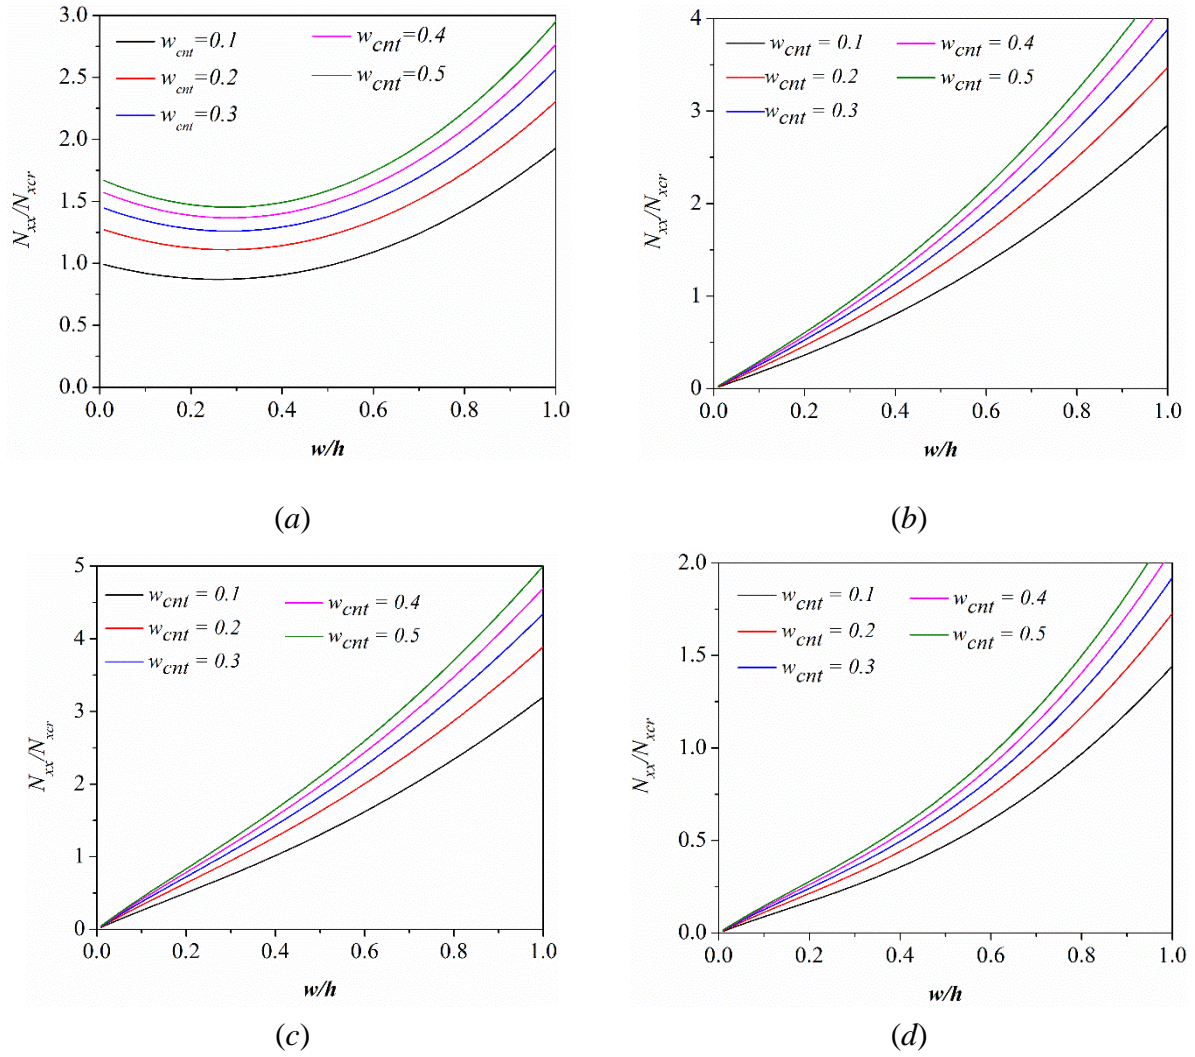 3.0
2.5
2.0
1.5
1.0
0.5
0.0
N_xx/N_xcr
w_cnt=0.1
w_cnt=0.2
w_cnt=0.3
w_cnt=0.4
w_cnt=0.5
0.0 0.2 0.4 0.6 0.8 1.0
w/h
(a)
4
3
2
1
0
N_xx/N_xcr
w_cnt = 0.1
w_cnt = 0.2
w_cnt = 0.3
w_cnt = 0.4
w_cnt = 0.5
0.0 0.2 0.4 0.6 0.8 1.0
w/h
(b)
5
4
3
2
1
0
N_xx/N_xcr
w_cnt = 0.1
w_cnt = 0.2
w_cnt = 0.3
w_cnt = 0.4
w_cnt = 0.5
0.0 0.2 0.4 0.6 0.8 1.0
w/h
(c)
2.0
1.5
1.0
0.5
0.0
N_xx/N_xcr
w_cnt = 0.1
w_cnt = 0.2
w_cnt = 0.3
w_cnt = 0.4
w_cnt = 0.5
0.0 0.2 0.4 0.6 0.8 1.0
w/h
(d)